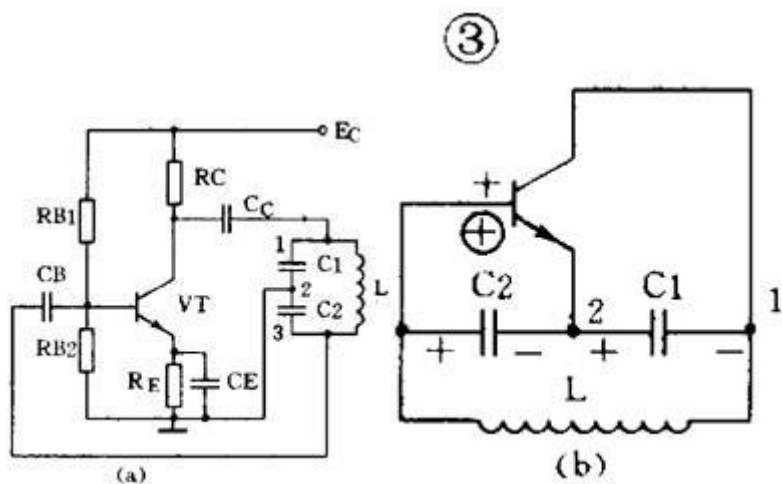 ③
EC
RC
CC
RB1
1 C1
L
CB
2
VT
C2
RB2
3
RE
CE
(a)
+
+
C2
C1
1
2
+ - + -
L
(b)